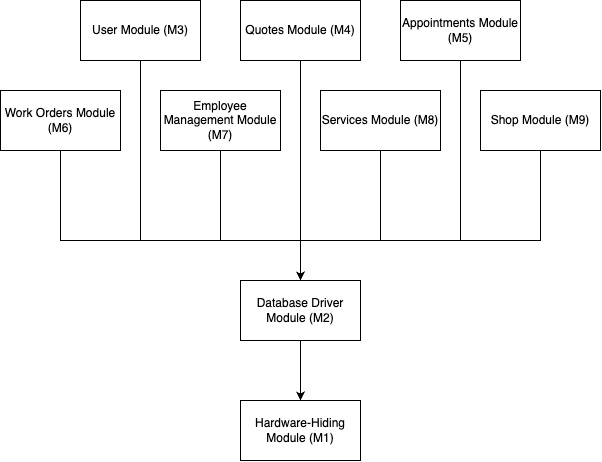 User Module (M3)
Quotes Module (M4)
Appointments Module
(M5)
Work Orders Module
(M6)
Employee
Management Module
(M7)
Services Module (M8)
Shop Module (M9)
Database Driver
Module (M2)
Hardware-Hiding
Module (M1)